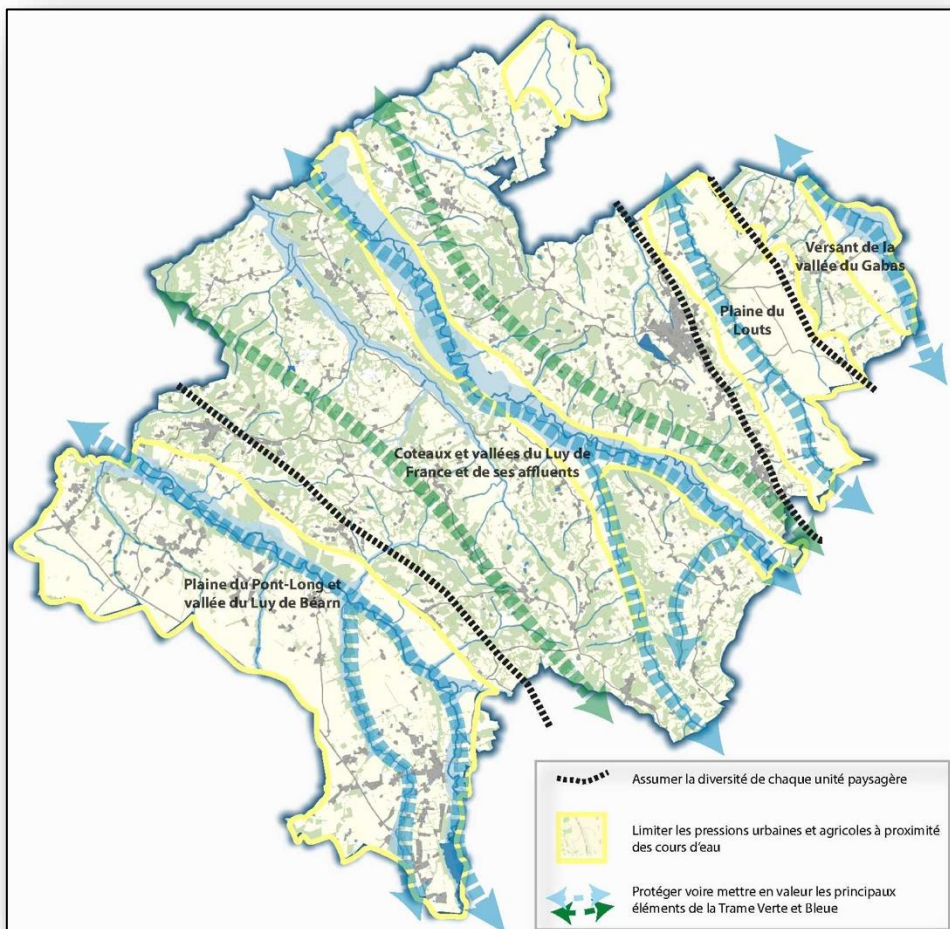 Versant de la
vallée du Gabas
Plaine du
Louts
Coteaux et vallées du Luy de
France et de ses affluents
Plaine du Pont-Long et
vallée du Luy de Béarn
Assumer la diversité de chaque unité paysagère
Limiter les pressions urbaines et agricoles à proximité
des cours d'eau
Protéger voire mettre en valeur les principaux
éléments de la Trame Verte et Bleue